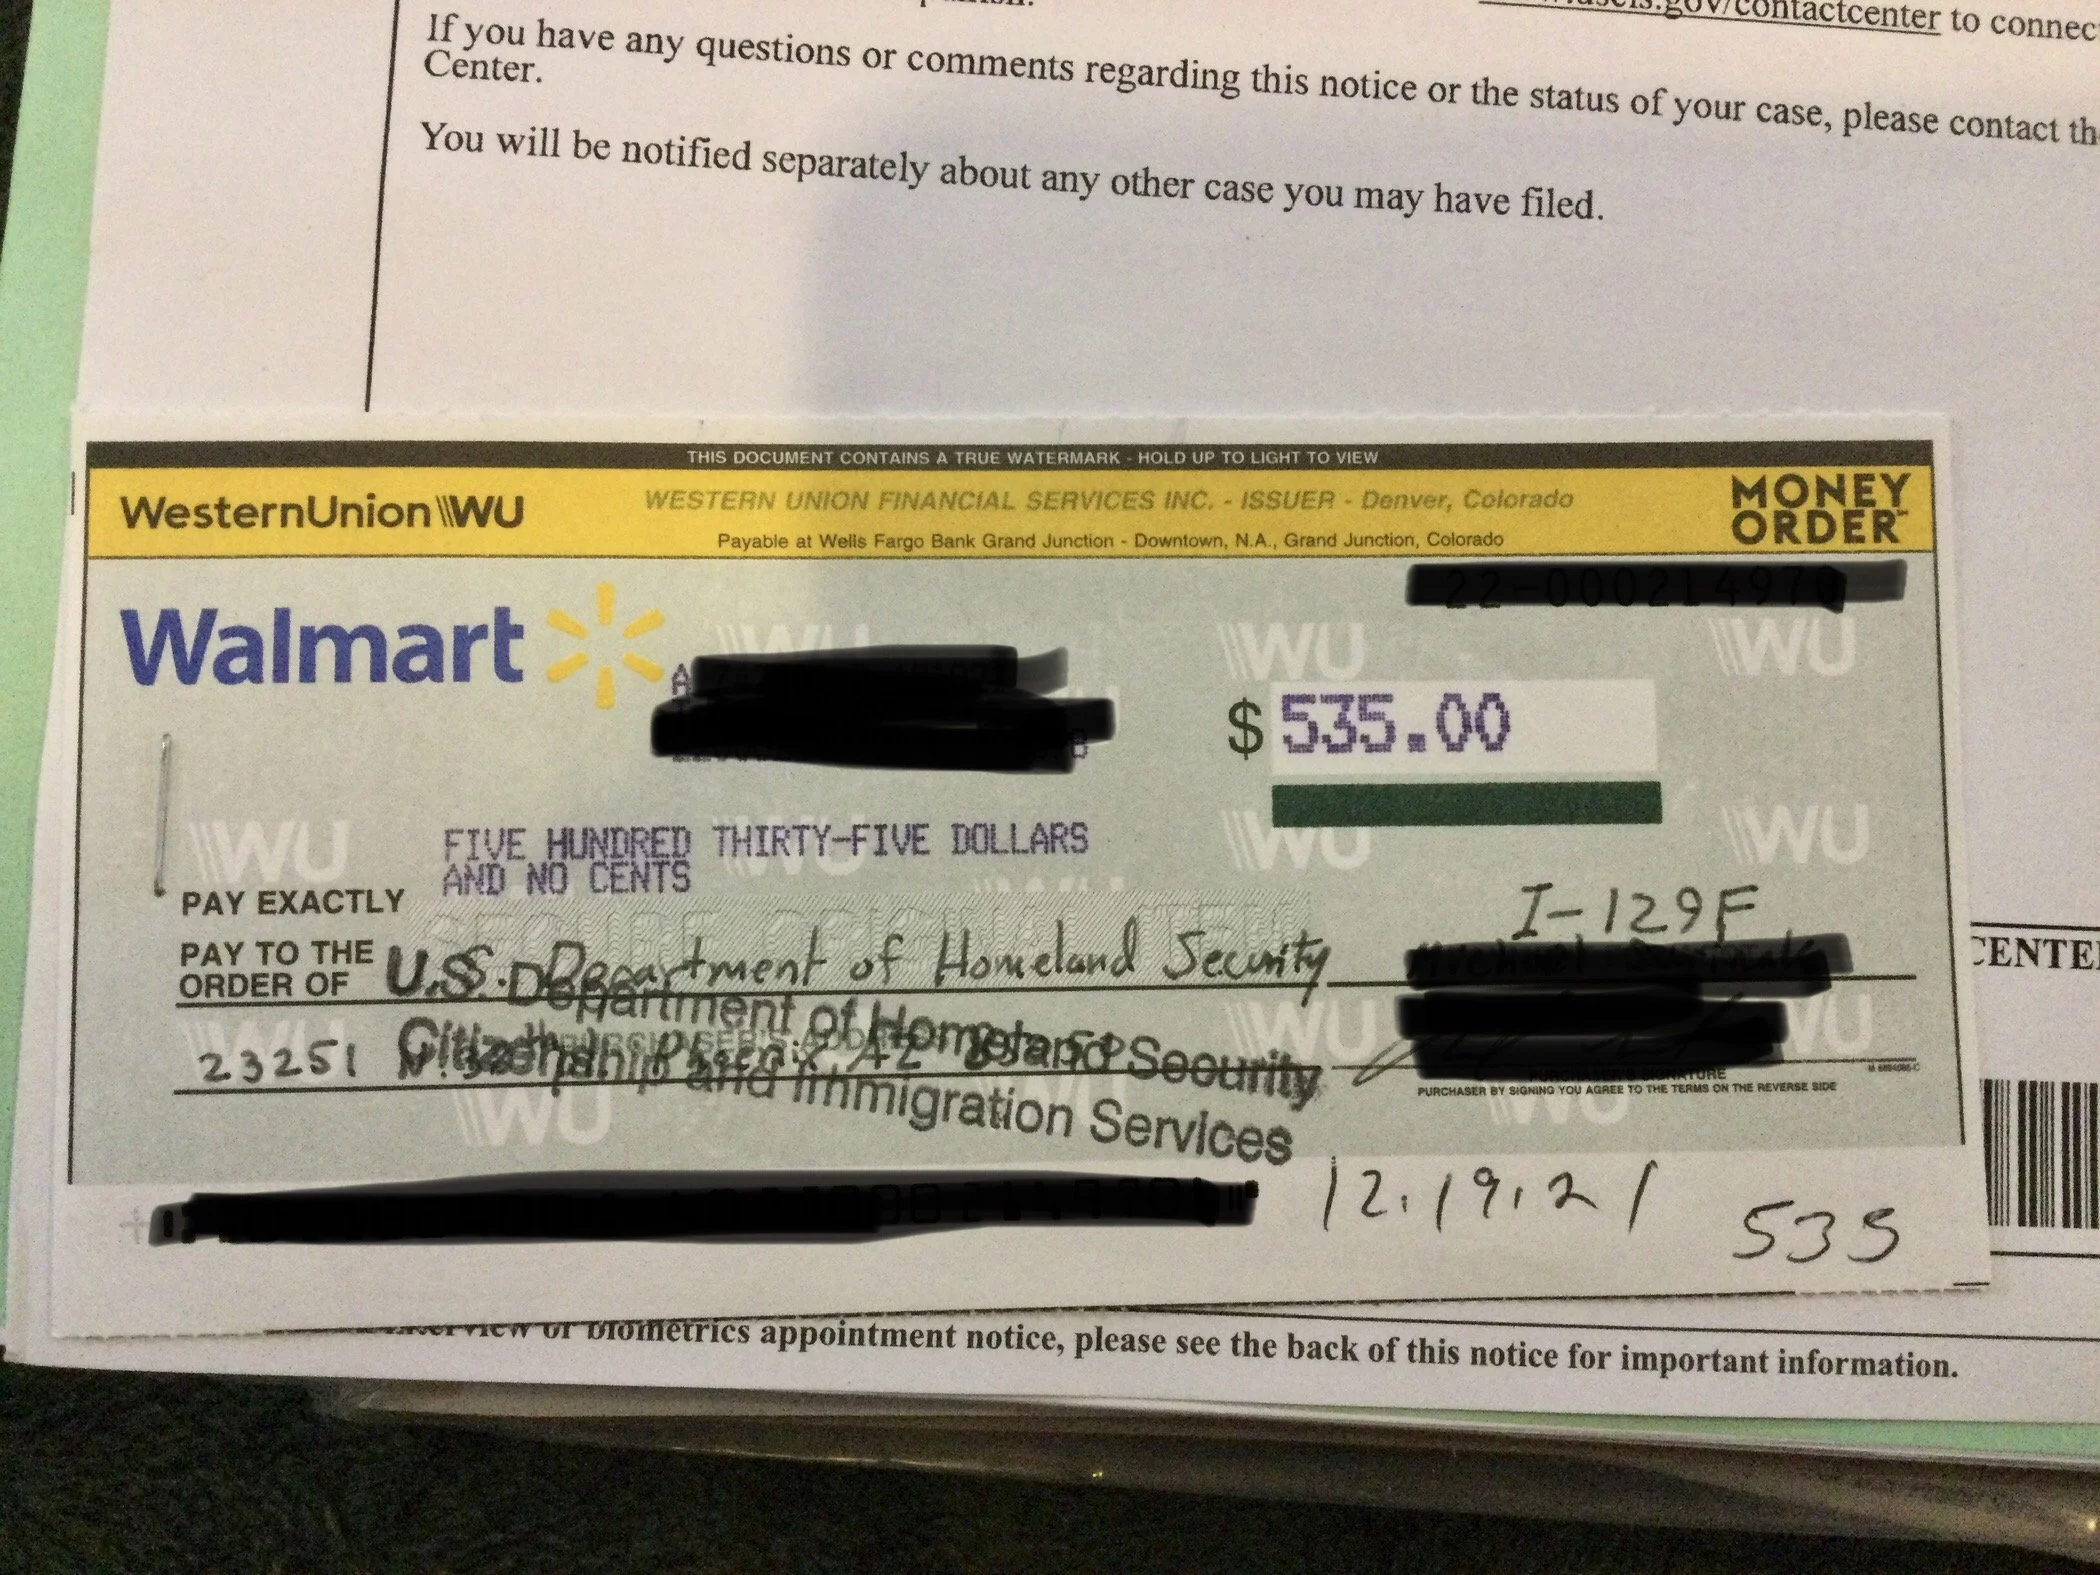 gov/contactcenter to connec
If you have any questions or comments regarding this notice or the status of your case, please contact th
Center.
You will be notified separately about any other case you may have filed.
THIS DOCUMENT CONTAINS A TRUE WATERMARK - HOLD UP TO LIGHT TO VIEW
WesternUnion WU
WESTERN UNION FINANCIAL SERVICES INC. - ISSUER - Denver, Colorado
Payable at Wells Fargo Bank Grand Junction - Downtown, N.A., Grand Junction, Colorado
MONEY
ORDER
Walmart
$ 535.00
FIVE HUNDRED THIRTY-FIVE DOLLARS
AND NO CENTS
PAY EXACTLY
I-129F
PAY TO THE
ORDER OF
U.S. Department of Homeland Security
U.S. Department of Homeland Security
Citizenship and Immigration Services
23251
AZ
PURCHASER BY SIGNING YOU AGREE TO THE TERMS ON THE REVERSE SIDE
12.19.21
535
CENTE
or biometrics appointment notice, please see the back of this notice for important information.